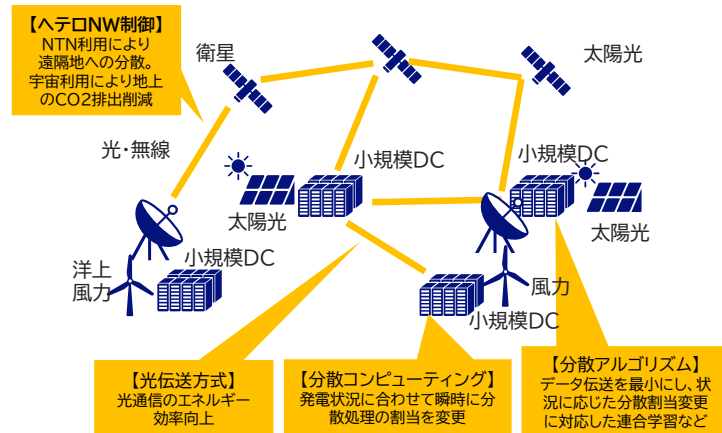 【ヘテロNW制御】
NTN利用により
遠隔地への分散。
宇宙利用により地上
のCO2排出削減
衛星
太陽光
光・無線
小規模DC
小規模DC
太陽光
太陽光
洋上
風力
小規模DC
風力
小規模DC
【光伝送方式】
光通信のエネルギー
効率向上
【分散コンピューティング】
発電状況に合わせて瞬時に分
散処理の割当を変更
【分散アルゴリズム】
データ伝送を最小にし、状
況に応じた分散割当変更
に対応した連合学習など